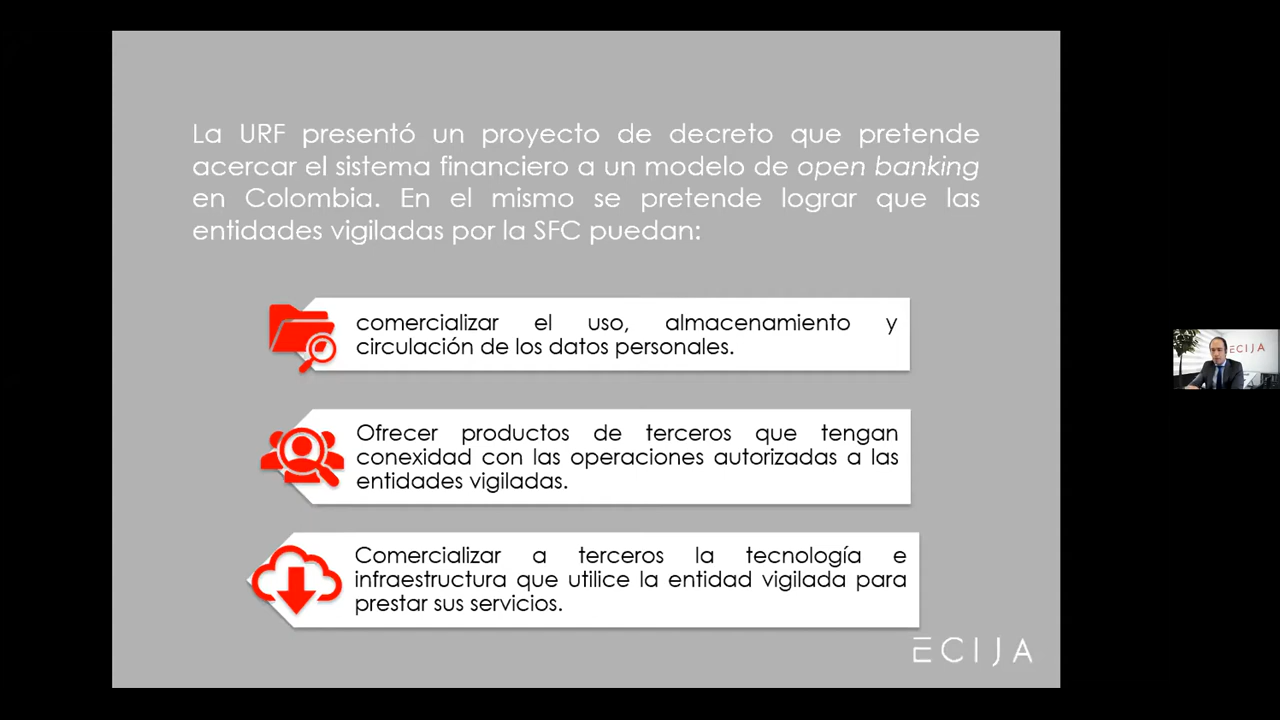 La URF presentó un proyecto de decreto que pretende
acercar el sistema financiero a un modelo de open banking
en Colombia. En el mismo se pretende lograr que las
entidades vigiladas por la SFC puedan:
comercializar el uso, almacenamiento y
circulación de los datos personales.
Ofrecer productos de terceros que tengan
conexidad con las operaciones autorizadas a las
entidades vigiladas.
Comercializar a terceros la tecnología e
infraestructura que utilice la entidad vigilada para
prestar sus servicios.
ECIJA
ECIJA